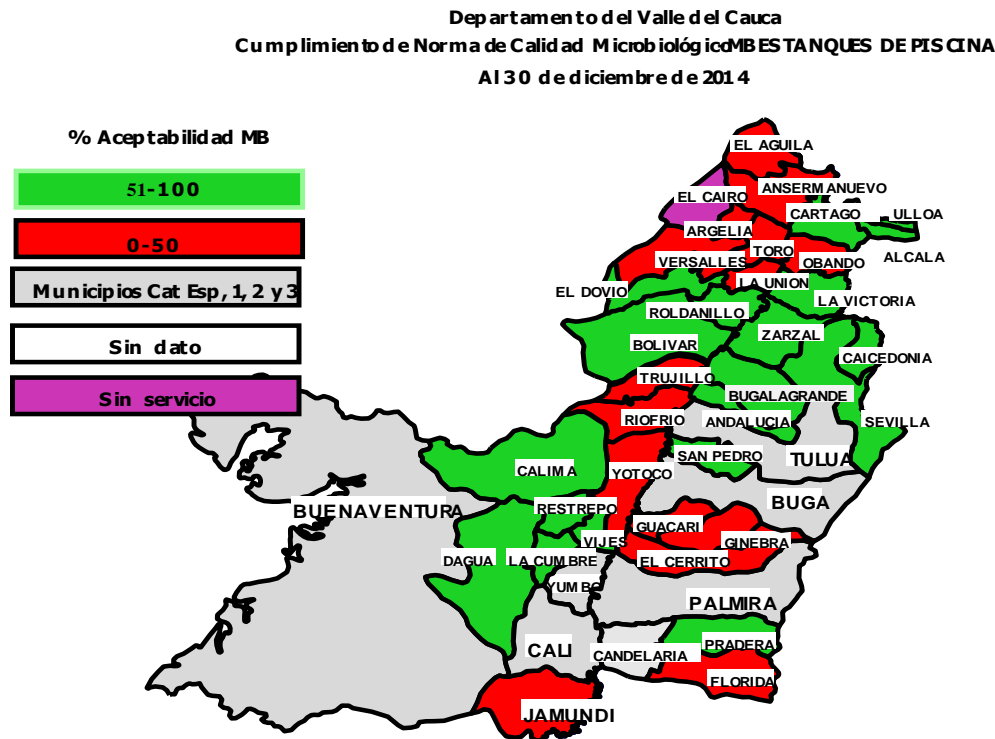 Departamento del Valle del Cauca
Cumplimiento de Norma de Calidad MicrobiológicoMBESTANQUES DE PISCINA
Al 30 de diciembre de 2014
% Aceptabilidad MB
51-100
0-50
Municipios Cat Esp, 1, 2 y 3
Sin dato
Sin servicio
EL AGUILA
ANSERMANUEVO
EL CAIRO
CARTAGO
ULLOA
ARGELIA
TORO
ALCALA
VERSALLES
OBANDO
LA UNION
EL DOVIO
LA VICTORIA
ROLDANILLO
ZARZAL
BOLIVAR
CAICEDONIA
TRUJILLO
BUGALAGRANDE
RIOFRIO
ANDALUCIA
SEVILLA
SAN PEDRO
TULUA
CALIMA
YOTOCO
BUGA
BUENAVENTURA
RESTREPO
GUACARI
VIJES
GINEBRA
DAGUA
LA CUMBRE
EL CERRITO
YUMBO
PALMIRA
PRADERA
CALI
CANDELARIA
FLORIDA
JAMUNDI